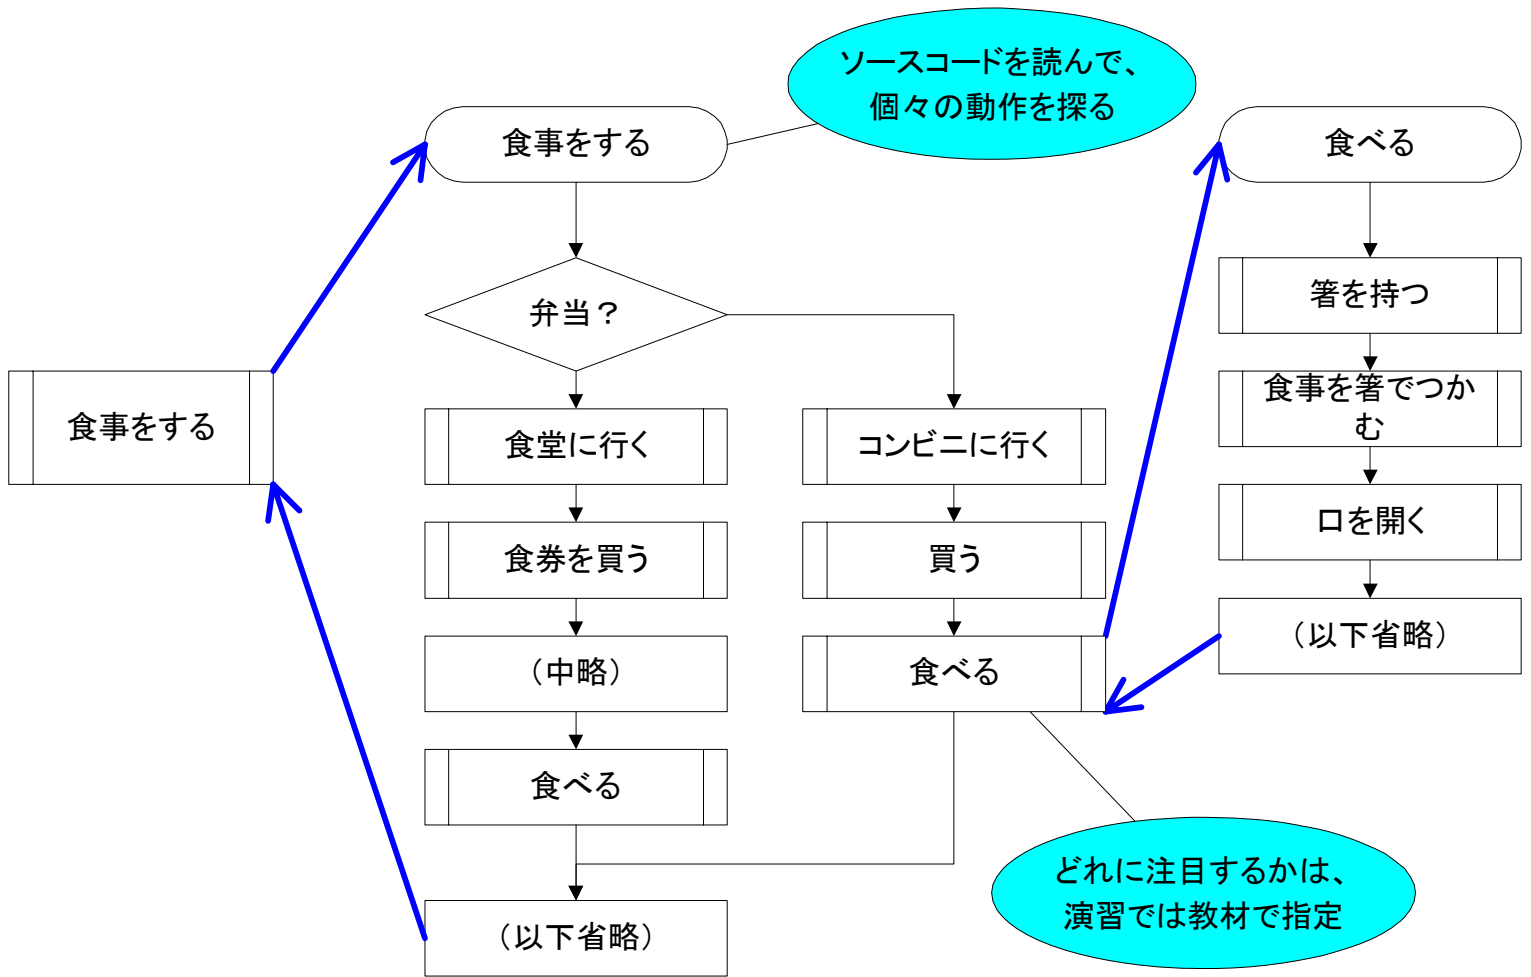 ソースコードを読んで、
個々の動作を探る
食事をする
食べる
弁当？
箸を持つ
食事を箸でつか
む
食事をする
食堂に行く
コンビニに行く
口を開く
食券を買う
買う
（以下省略）
（中略）
食べる
食べる
どれに注目するかは、
演習では教材で指定
（以下省略）